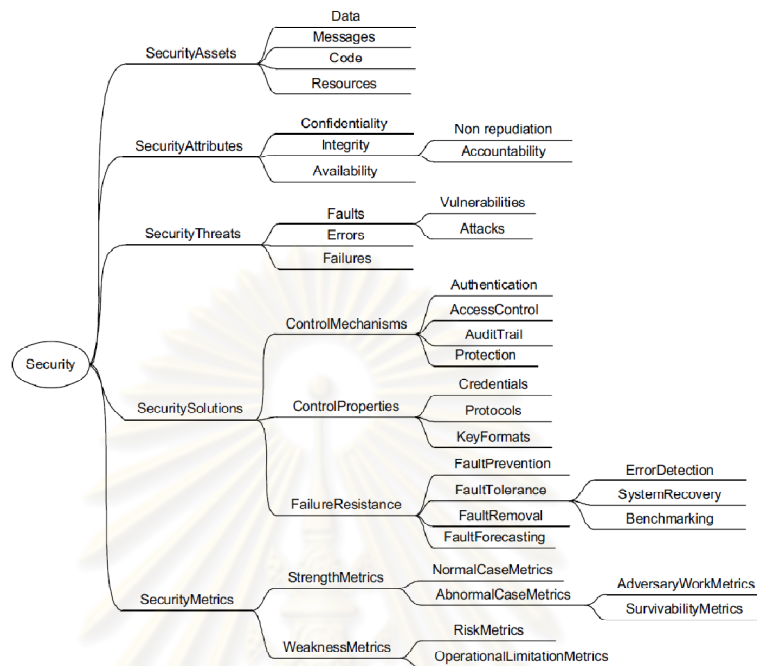 Security
SecurityAssets
Data
Messages
Code
Resources
SecurityAttributes
Confidentiality
Integrity
Non repudiation
Accountability
Availability
SecurityThreats
Faults
Vulnerabilities
Attacks
Errors
Failures
SecuritySolutions
ControlMechanisms
Authentication
AccessControl
AuditTrail
Protection
ControlProperties
Credentials
Protocols
KeyFormats
FailureResistance
FaultPrevention
FaultTolerance
ErrorDetection
SystemRecovery
Benchmarking
FaultRemoval
FaultForecasting
SecurityMetrics
StrengthMetrics
NormalCaseMetrics
AbnormalCaseMetrics
AdversaryWorkMetrics
SurvivabilityMetrics
WeaknessMetrics
RiskMetrics
OperationalLimitationMetrics